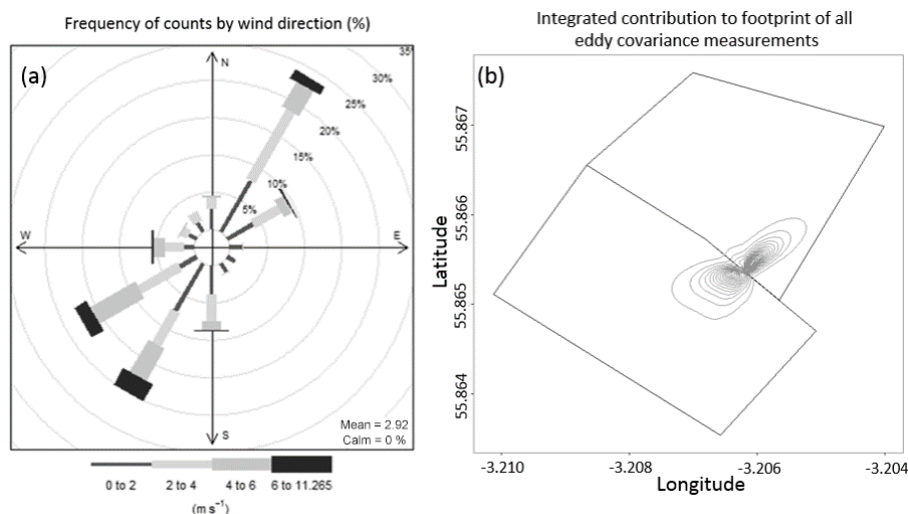 Frequency of counts by wind direction (%)
(a)
N
35
30%
25%
20%
15%
10%
5%
W
E
S
Mean = 2.92
Calm = 0 %
0 to 2
2 to 4
4 to 6
6 to 11.265
(m s⁻¹)
Integrated contribution to footprint of all
eddy covariance measurements
(b)
55.867
55.866
55.865
55.864
Latitude
-3.210
-3.208
-3.206
-3.204
Longitude